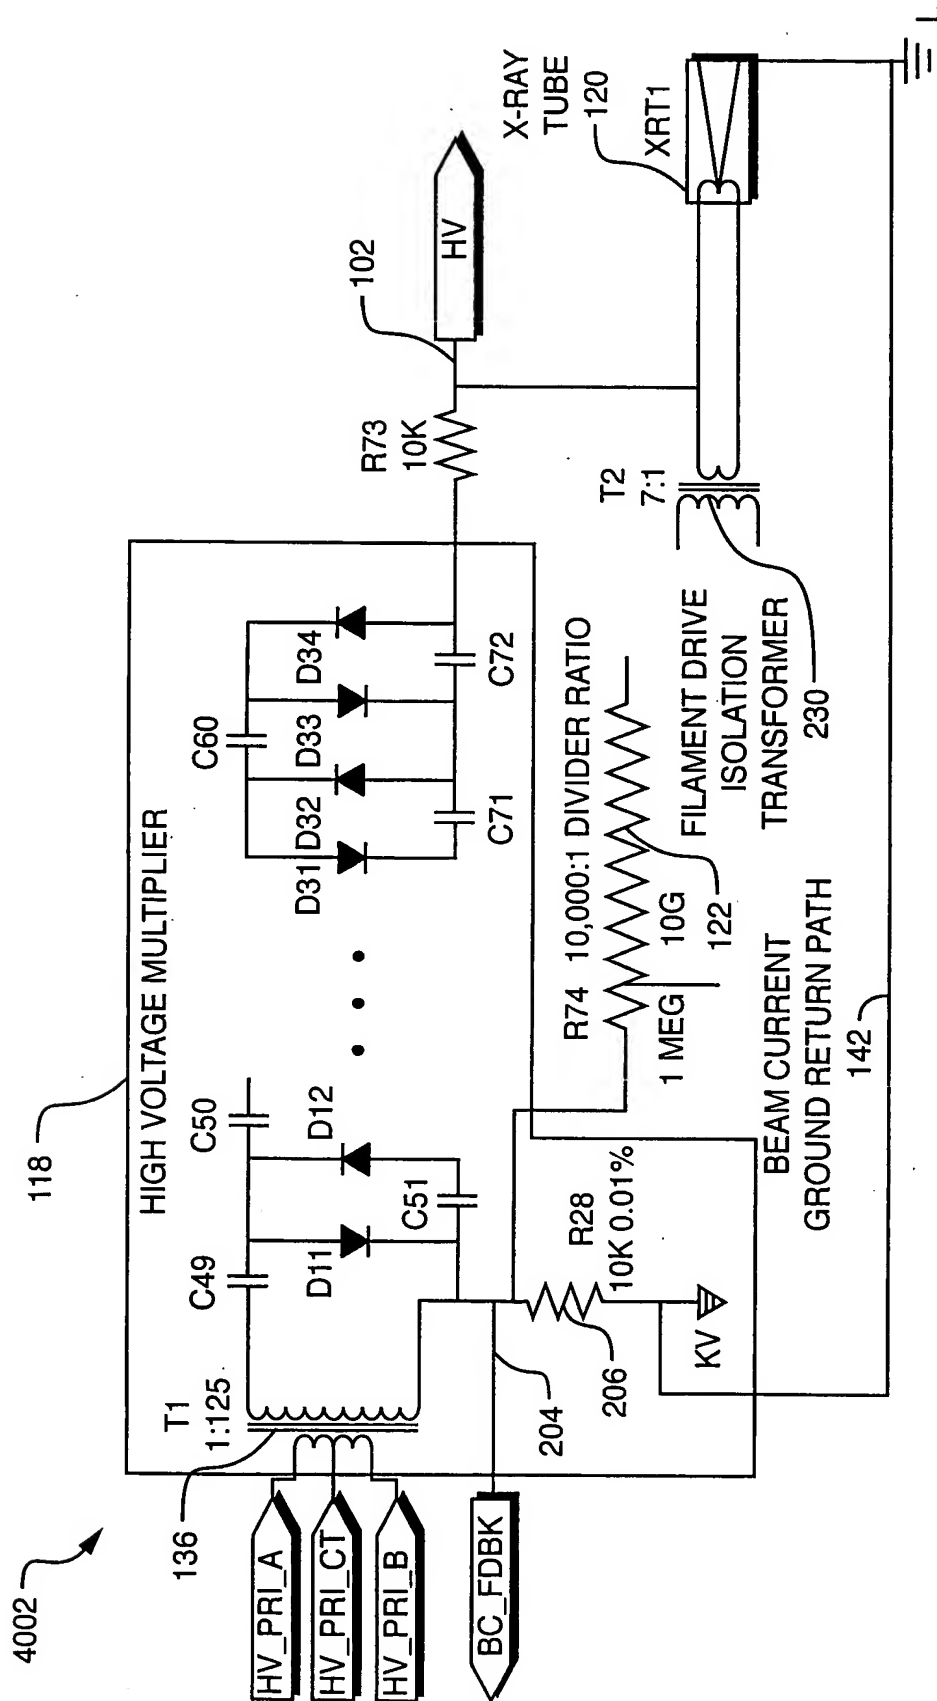 4002
118
HIGH VOLTAGE MULTIPLIER
136
T1
1:125
HV_PRI_A
HV_PRI_CT
HV_PRI_B
BC_FDBK
C49
C50
D11
D12
C51
C60
D31
D32
D33
D34
C71
C72
R73
10K
102
HV
X-RAY
TUBE
120
XRT1
T2
7:1
FILAMENT DRIVE
ISOLATION
TRANSFORMER
230
R74
10,000:1 DIVIDER RATIO
1 MEG
10G
122
R28
10K 0.01%
204
206
KV
BEAM CURRENT
GROUND RETURN PATH
142